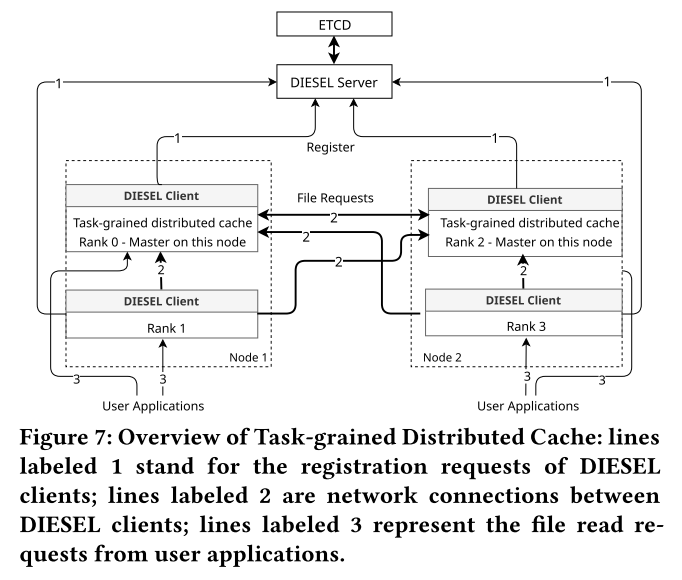 ETCD
DIESEL Server
1
1
1
1
Register
DIESEL Client
Task-grained distributed cache
Rank 0 - Master on this node
File Requests
2
2
2
DIESEL Client
Task-grained distributed cache
Rank 2 - Master on this node
2
2
DIESEL Client
Rank 1
Node 1
DIESEL Client
Rank 3
Node 2
3
3
3
3
User Applications
User Applications
Figure 7: Overview of Task-grained Distributed Cache: lines
labeled 1 stand for the registration requests of DIESEL
clients; lines labeled 2 are network connections between
DIESEL clients; lines labeled 3 represent the file read re-
quests from user applications.